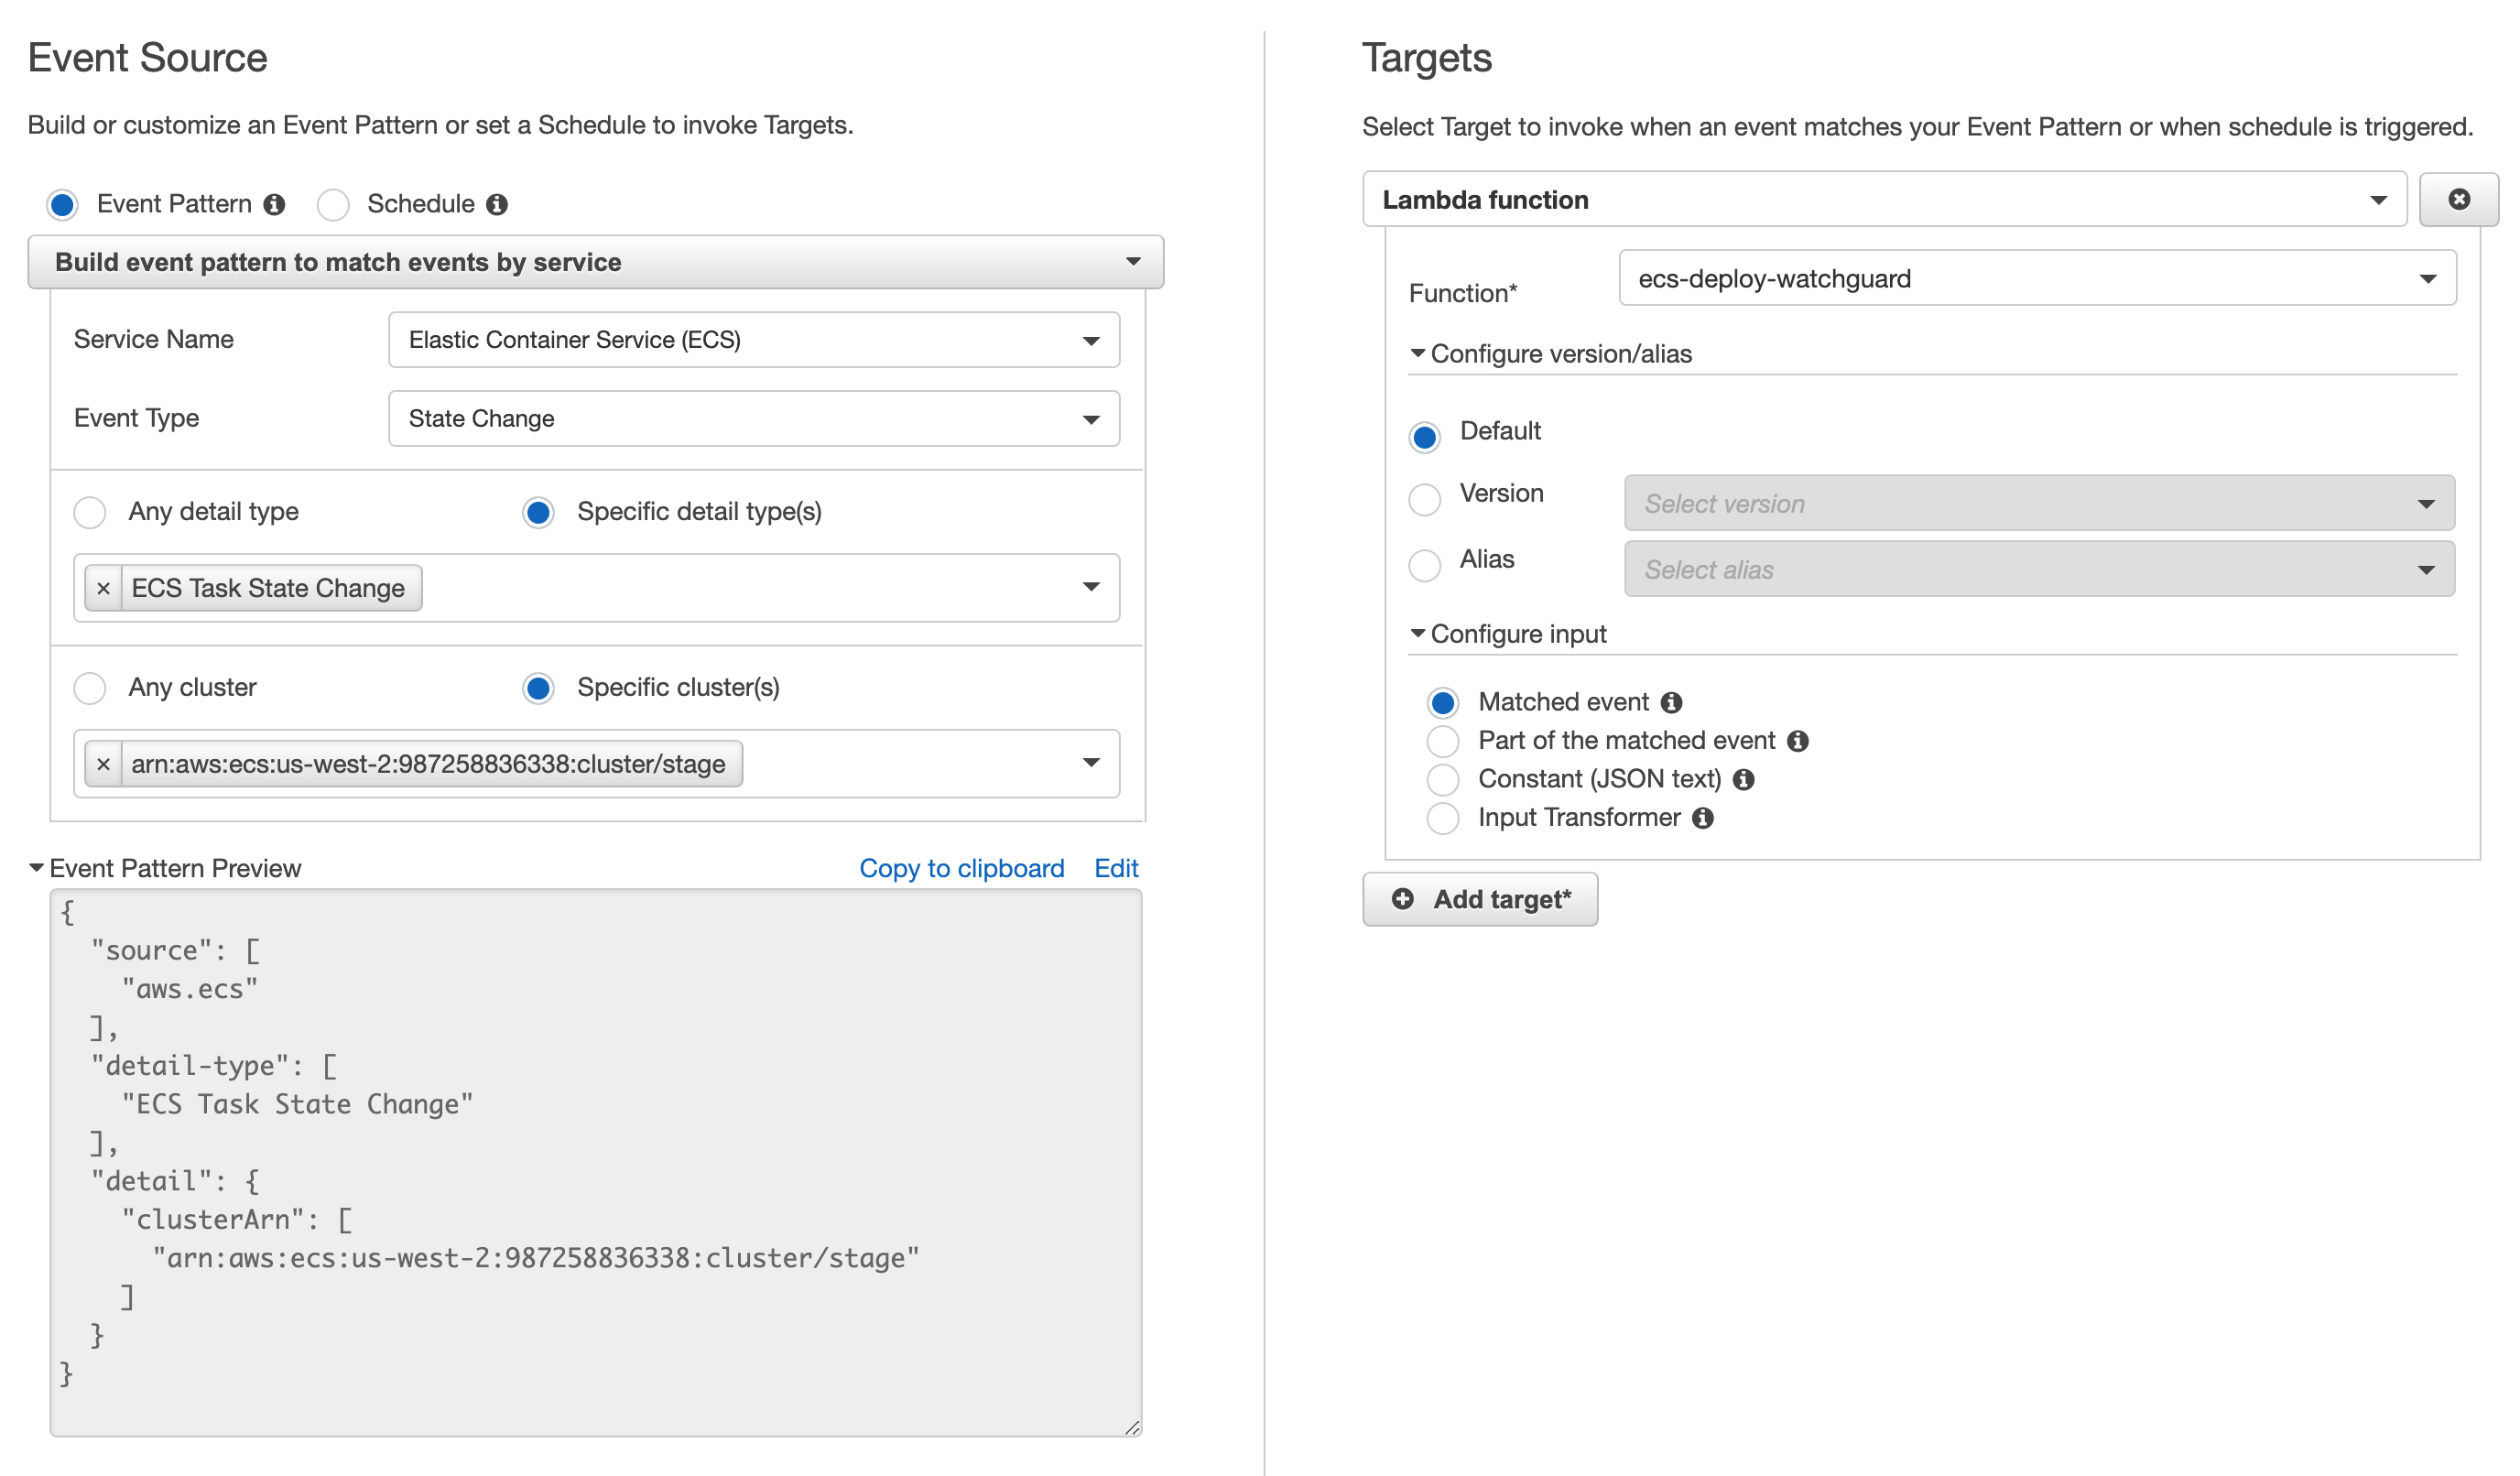 Event Source
Build or customize an Event Pattern or set a Schedule to invoke Targets.
Event Pattern Schedule
Build event pattern to match events by service
Service Name Elastic Container Service (ECS)
Event Type State Change
Any detail type Specific detail type(s)
× ECS Task State Change
Any cluster Specific cluster(s)
× arn:aws:ecs:us-west-2:987258836338:cluster/stage
Event Pattern Preview Copy to clipboard Edit
{
  "source": [
    "aws.ecs"
  ],
  "detail-type": [
    "ECS Task State Change"
  ],
  "detail": {
    "clusterArn": [
      "arn:aws:ecs:us-west-2:987258836338:cluster/stage"
    ]
  }
}
Targets
Select Target to invoke when an event matches your Event Pattern or when schedule is triggered.
Lambda function
Function* ecs-deploy-watchguard
Configure version/alias
Default
Version Select version
Alias Select alias
Configure input
Matched event
Part of the matched event
Constant (JSON text)
Input Transformer
Add target*